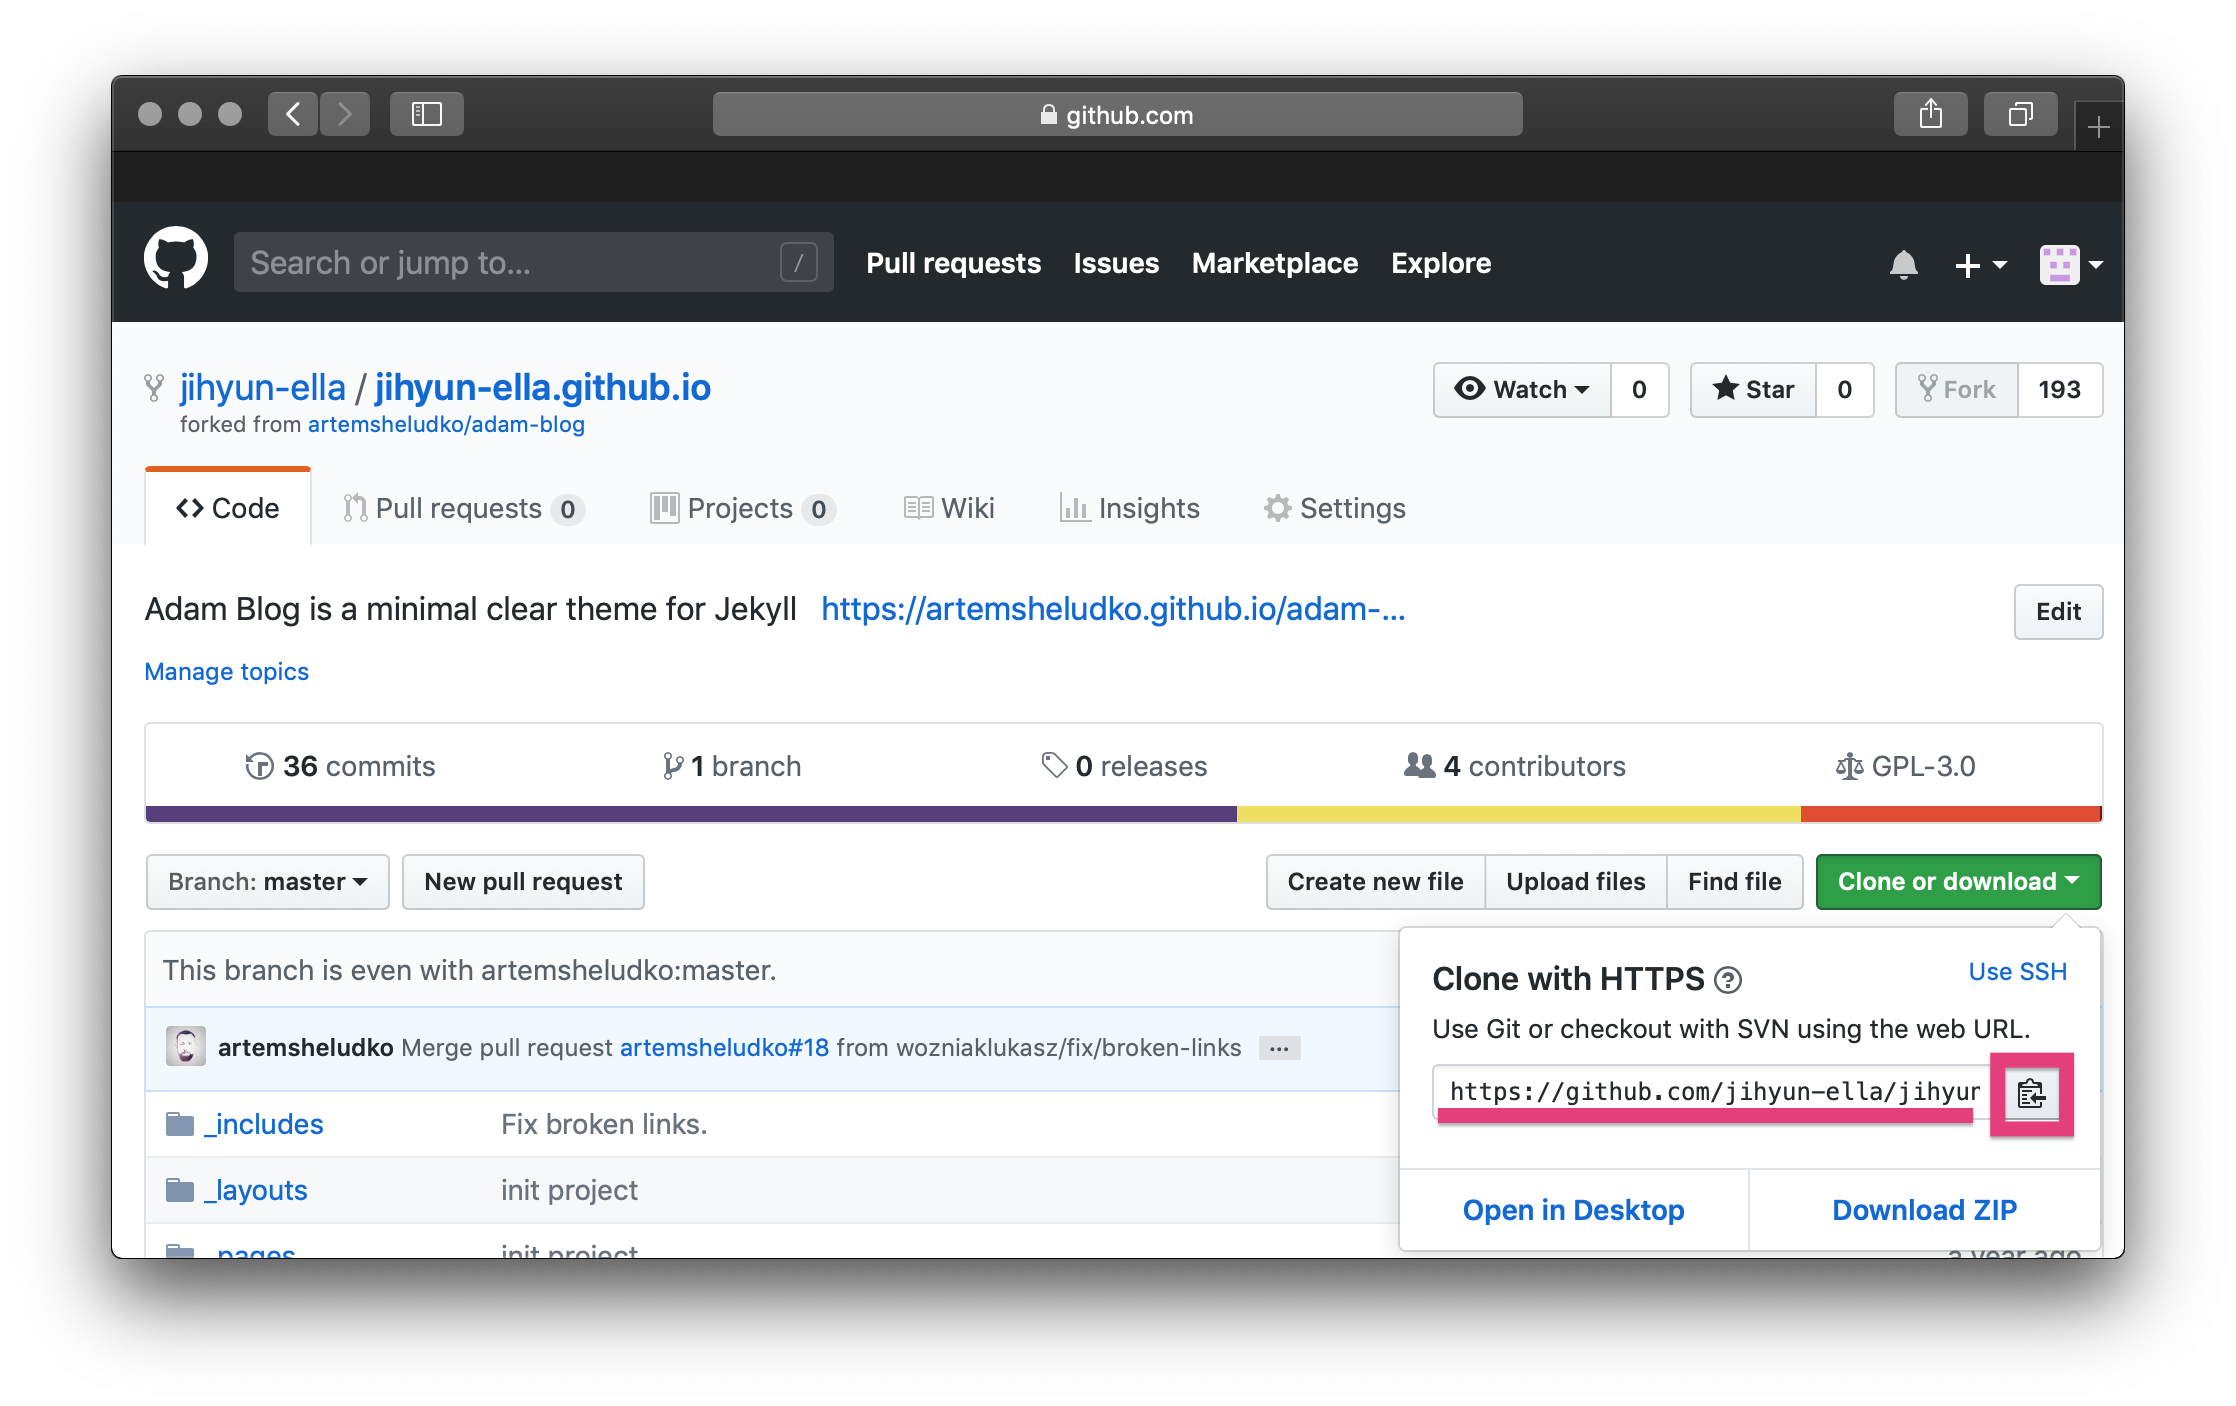 github.com
Search or jump to... /
Pull requests Issues Marketplace Explore
jihyun-ella / jihyun-ella.github.io
Watch 0 Star 0 Fork 193
forked from artemsheludko/adam-blog
Code Pull requests 0 Projects 0 Wiki Insights Settings
Adam Blog is a minimal clear theme for Jekyll https://artemsheludko.github.io/adam-...
Edit
Manage topics
36 commits 1 branch 0 releases 4 contributors GPL-3.0
Branch: master New pull request Create new file Upload files Find file Clone or download
This branch is even with artemsheludko:master.
Clone with HTTPS ? Use SSH
Use Git or checkout with SVN using the web URL.
artemsheludko Merge pull request artemsheludko#18 from wozniaklukasz/fix/broken-links ...
https://github.com/jihyun-ella/jihyun
_includes Fix broken links.
_layouts init project
Open in Desktop Download ZIP
_pages init project a year ago